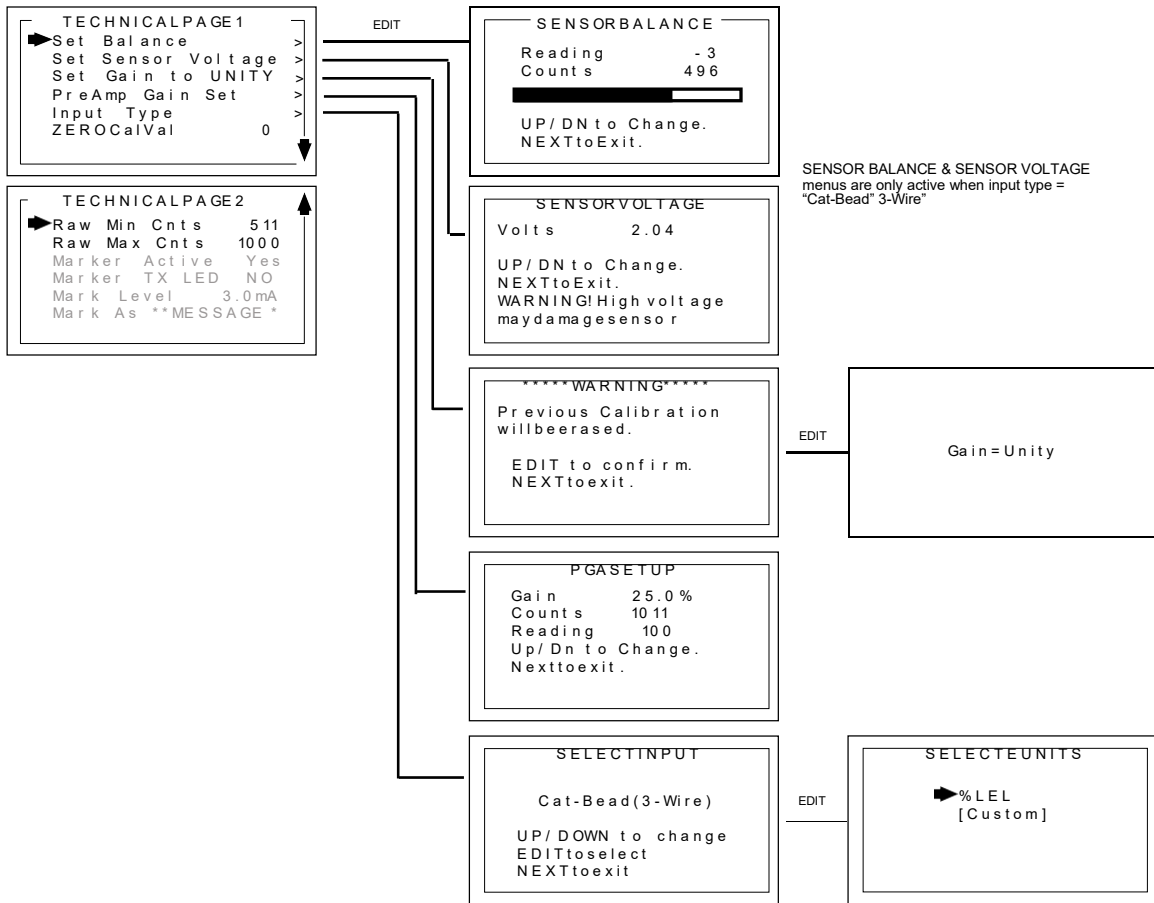 TECHNICALPAGE1
Set Balance >
Set Sensor Voltage >
Set Gain to UNITY >
PreAmp Gain Set >
Input Type >
ZEROCalVal 0
EDIT
SENSORBALANCE
Reading -3
Counts 496
UP/DN to Change.
NEXTtoExit.
SENSOR BALANCE & SENSOR VOLTAGE
menus are only active when input type =
“Cat-Bead” 3-Wire”
TECHNICALPAGE2
Raw Min Cnts 511
Raw Max Cnts 1000
Marker Active Yes
Marker TX LED NO
Mark Level 3.0mA
Mark As **MESSAGE *
SENSORVOLTAGE
Volts 2.04
UP/DN to Change.
NEXTtoExit.
WARNING!High voltage
maydamagesensor
*****WARNING*****
Previous Calibration
willbeerased.
EDIT to confirm.
NEXTtoexit.
EDIT
Gain=Unity
PGASETUP
Gain 25.0%
Counts 1011
Reading 100
Up/Dn to Change.
Nexttoexit.
SELECTINPUT
Cat-Bead(3-Wire)
UP/DOWN to change
EDITtoselect
NEXTtoexit
EDIT
SELECTEUNITS
%LEL
[Custom]